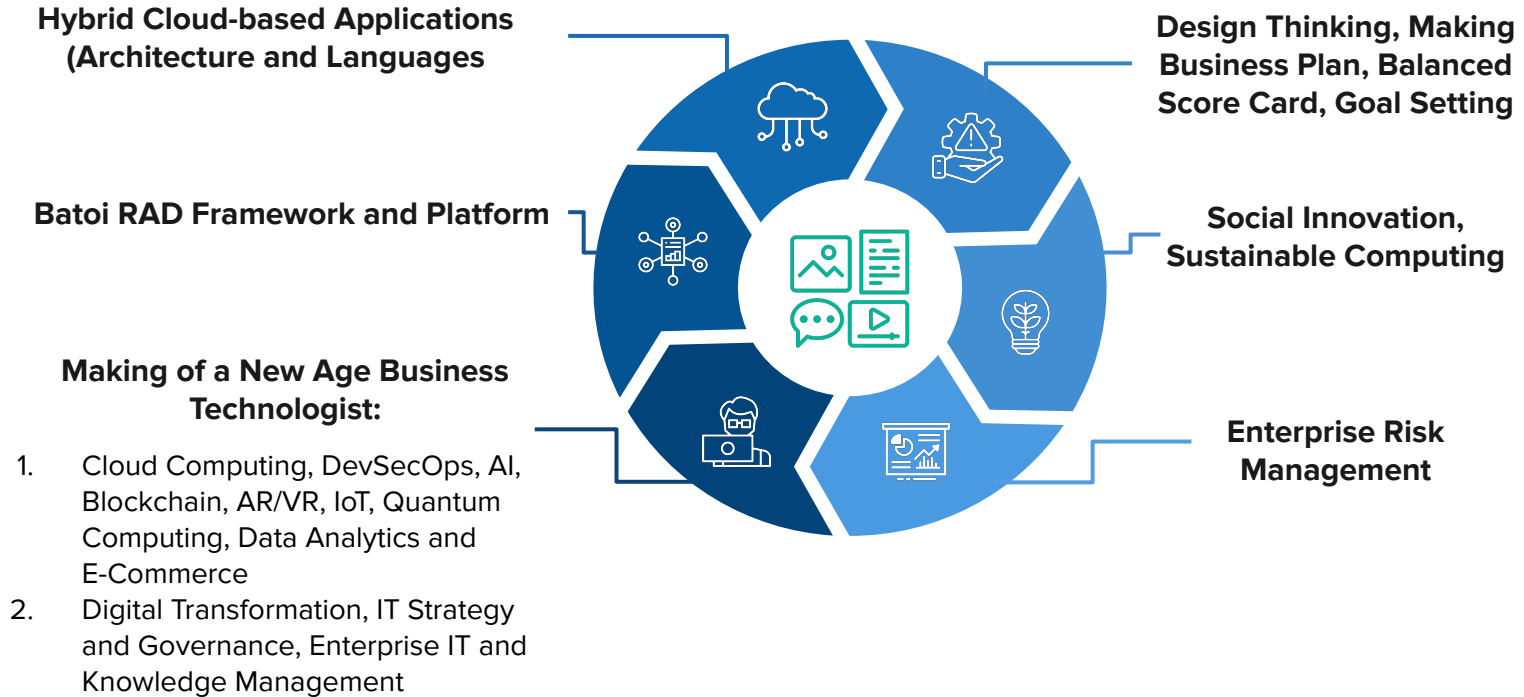 Hybrid Cloud-based Applications
(Architecture and Languages
Batoi RAD Framework and Platform
Making of a New Age Business
Technologist:
1. Cloud Computing, DevSecOps, AI,
Blockchain, AR/VR, IoT, Quantum
Computing, Data Analytics and
E-Commerce
2. Digital Transformation, IT Strategy
and Governance, Enterprise IT and
Knowledge Management
Design Thinking, Making
Business Plan, Balanced
Score Card, Goal Setting
Social Innovation,
Sustainable Computing
Enterprise Risk
Management